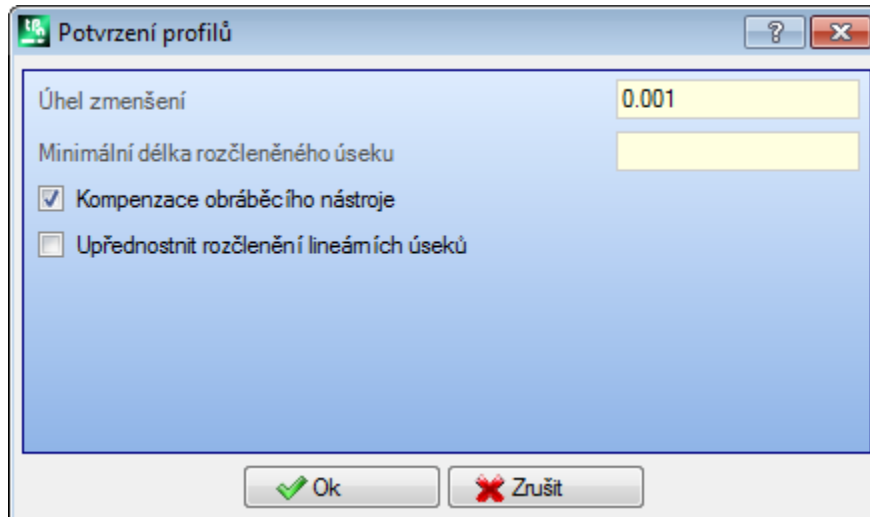 Potvrzení profilů
Úhel zmenšení 0.001
Minimální délka rozčleněného úseku
Kompenzace obráběcího nástroje
Upřednostnit rozčlenění lineárních úseků
Ok Zrušit